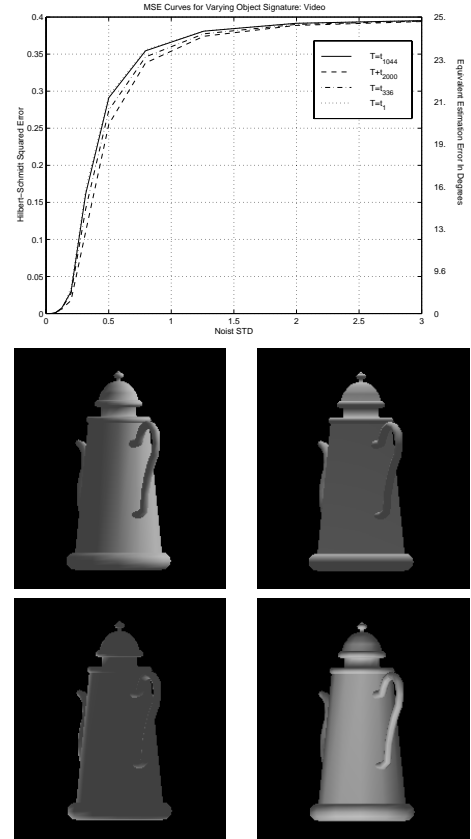 MSE Curves for Varying Object Signature: Video
0.4
0.35
0.3
0.25
0.2
0.15
0.1
0.05
0
Hilbert−Schmidt Squared Error
T=t1044
T+t2000
T=t336
T=t1
25.
23.
21.
19.
16.
13.
9.6
0
Equivalent Estimation Error In Degrees
0 0.5 1 1.5 2 2.5 3
Noist STD